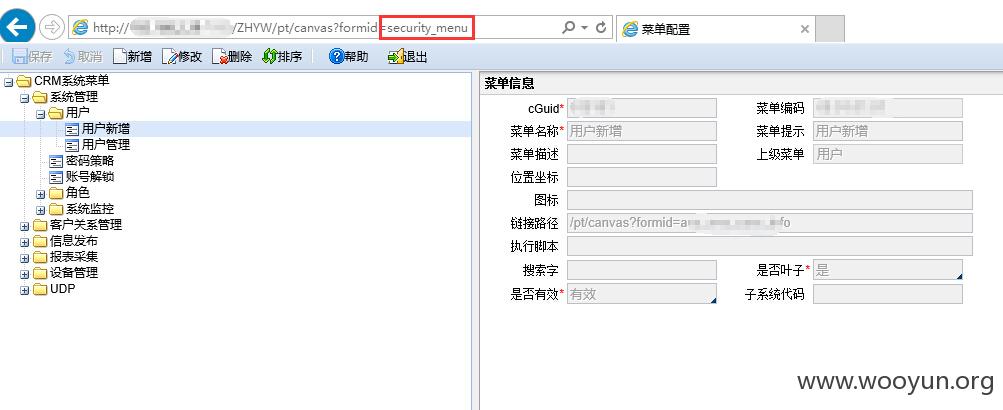 http:// /ZHYW/pt/canvas?formid=security_menu
菜单配置
保存 取消 新增 修改 删除 排序 帮助 退出
CRM系统菜单
系统管理
用户
用户新增
用户管理
密码策略
账号解锁
角色
系统监控
客户关系管理
信息发布
报表采集
设备管理
UDP
菜单信息
cGuid* 菜单编码
菜单名称* 用户新增 菜单提示 用户新增
菜单描述 上级菜单 用户
位置坐标
图标
链接路径 /pt/canvas?formid=a fo
执行脚本
搜索字 是否叶子* 是
是否有效* 有效 子系统代码
www.wooyun.org